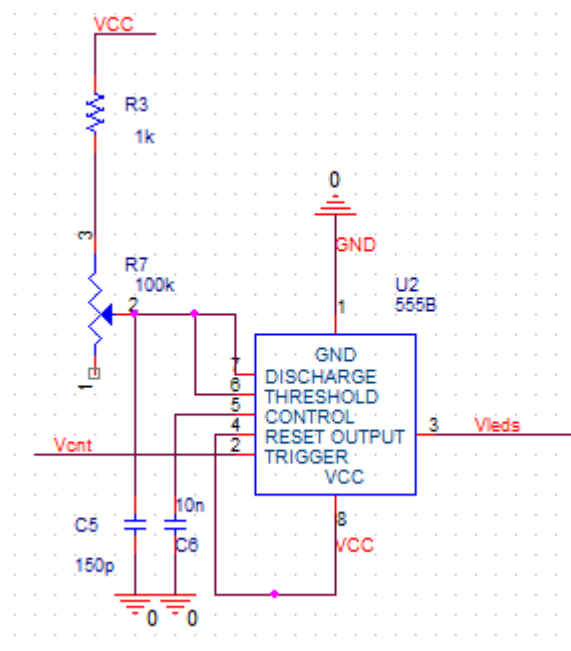 VCC
R3
1k
0
GND
3
R7
100k
2
1
U2
555B
1
GND
7
DISCHARGE
6
THRESHOLD
5
CONTROL
4
RESET OUTPUT
3
Vleds
Vcnt
2
TRIGGER
VCC
10n
8
C5
C6
VCC
150p
0
0